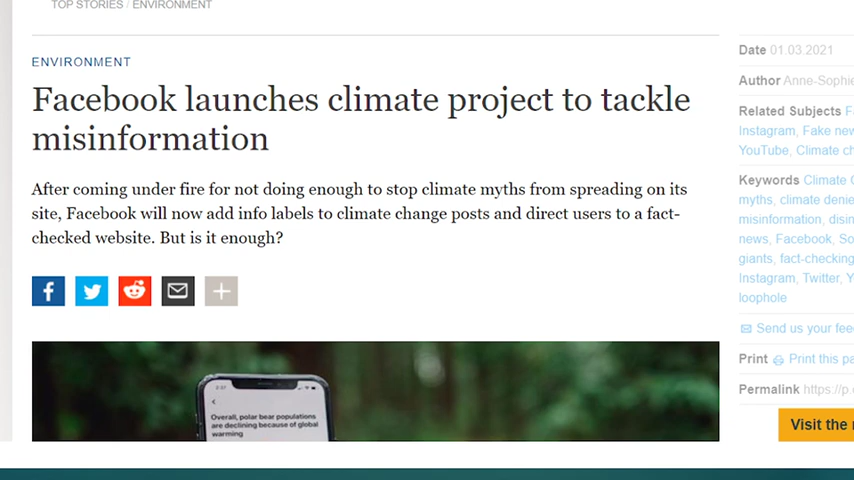 TOP STORIES / ENVIRONMENT
ENVIRONMENT
Facebook launches climate project to tackle
misinformation
After coming under fire for not doing enough to stop climate myths from spreading on its
site, Facebook will now add info labels to climate change posts and direct users to a fact-
checked website. But is it enough?
2:37
Overall, polar bear populations
are declining because of global
warming
Date 01.03.2021
Author Anne-Sophie
Related Subjects F
Instagram, Fake new
YouTube, Climate ch
Keywords Climate C
myths, climate denie
misinformation, disin
news, Facebook, So
giants, fact-checking
Instagram, Twitter, Y
loophole
Send us your fee
Print Print this pa
Permalink https://p.
Visit the